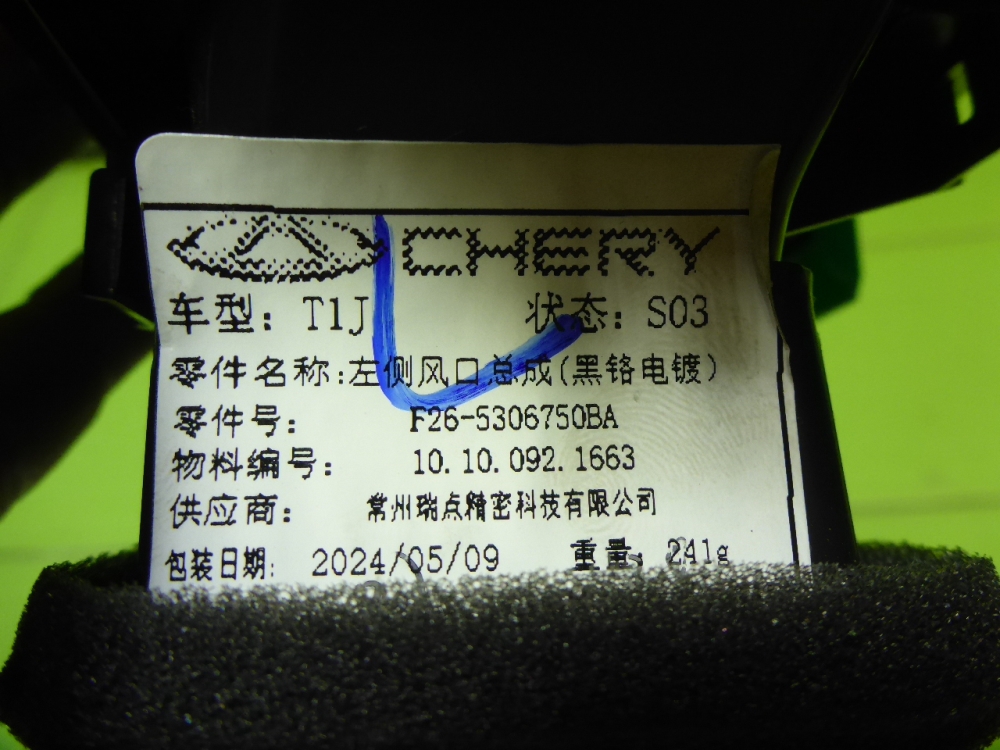 CHERY
车型: T1J 状态: S03
零件名称:左侧风口总成(黑铬电镀)
零件号: F26-5306750BA
物料编号: 10.10.092.1663
供应商: 常州瑞点精密科技有限公司
包装日期: 2024/05/09 重量: 241g